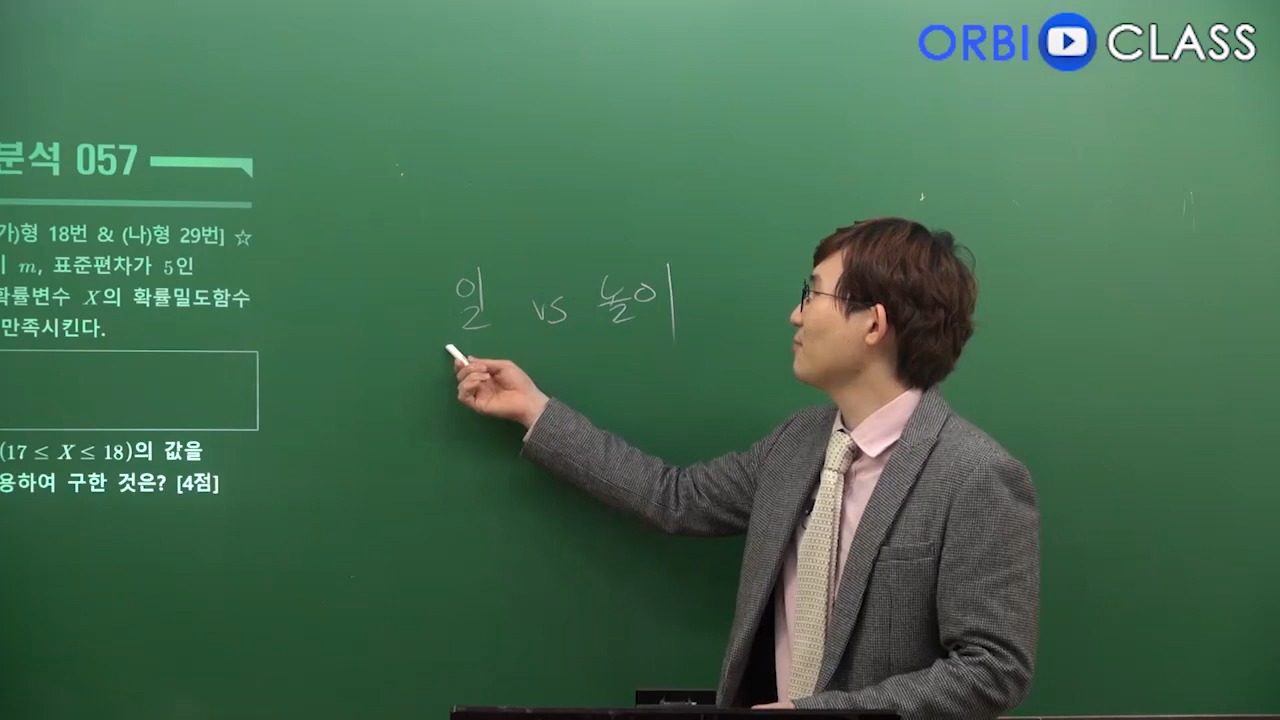 ORBI CLASS
분석 057
가)형 18번 & (나)형 29번] ☆
m, 표준편차가 5인
확률변수 X의 확률밀도함수
만족시킨다.
일 vs 놀이
(17 ≤ X ≤ 18)의 값을
용하여 구한 것은? [4점]